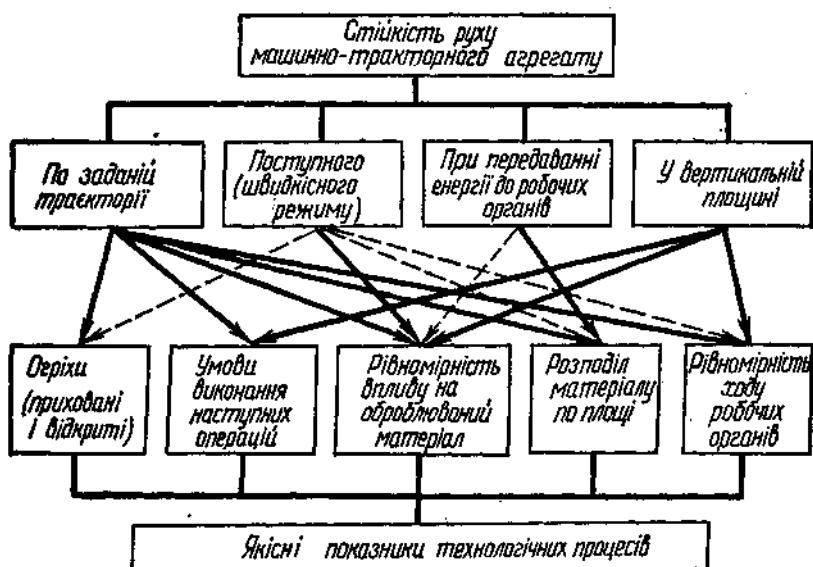 Стійкість руху
машинно-тракторного агрегату
По заданій
траєкторії
Поступного
(швидкісного
режиму)
При передаванні
енергії до робочих
органів
У вертикальній
площині
Огріхи
(приховані
і відкриті)
Умови
виконання
наступних
операцій
Рівномірність
впливу на
оброблюваний
матеріал
Розподіл
матеріалу
по площі
Рівномірність
ходу
робочих
органів
Якісні показники технологічних процесів